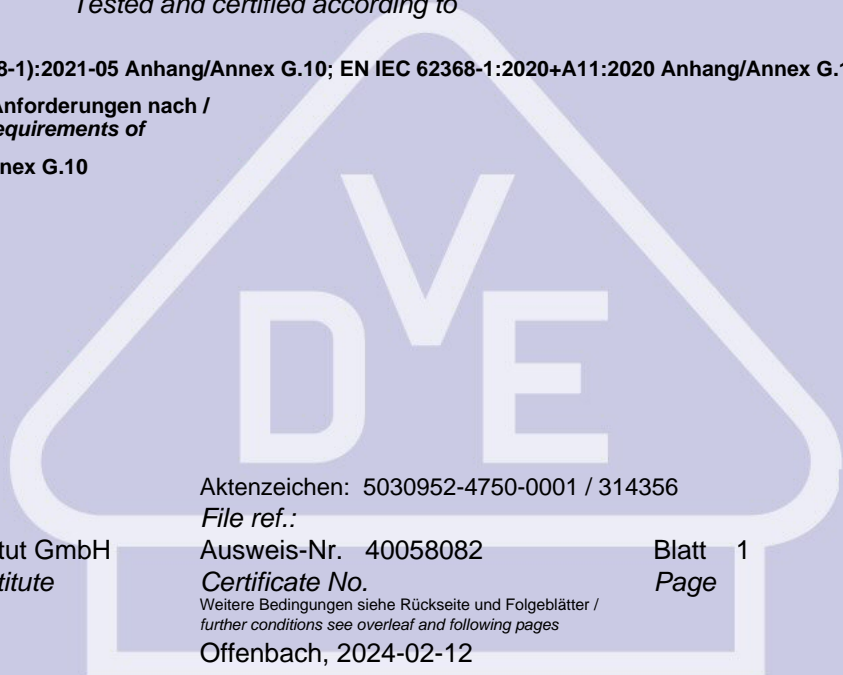 Tested and certified according to
8-1):2021-05 Anhang/Annex G.10; EN IEC 62368-1:2020+A11:2020 Anhang/Annex G.1
Anforderungen nach /
equirements of
nex G.10
V
D E
Aktenzeichen: 5030952-4750-0001 / 314356
File ref.:
tut GmbH Ausweis-Nr. 40058082 Blatt 1
titute Certificate No. Page
Weitere Bedingungen siehe Rückseite und Folgeblätter /
further conditions see overleaf and following pages
Offenbach, 2024-02-12